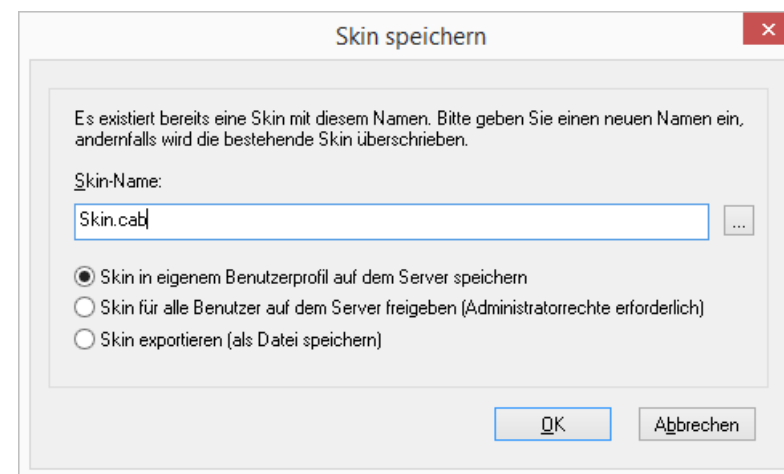 Skin speichern
Es existiert bereits eine Skin mit diesem Namen. Bitte geben Sie einen neuen Namen ein,
andernfalls wird die bestehende Skin überschrieben.
Skin-Name:
Skin.cab
...
Skin in eigenem Benutzerprofil auf dem Server speichern
Skin für alle Benutzer auf dem Server freigeben (Administratorrechte erforderlich)
Skin exportieren (als Datei speichern)
OK Abbrechen